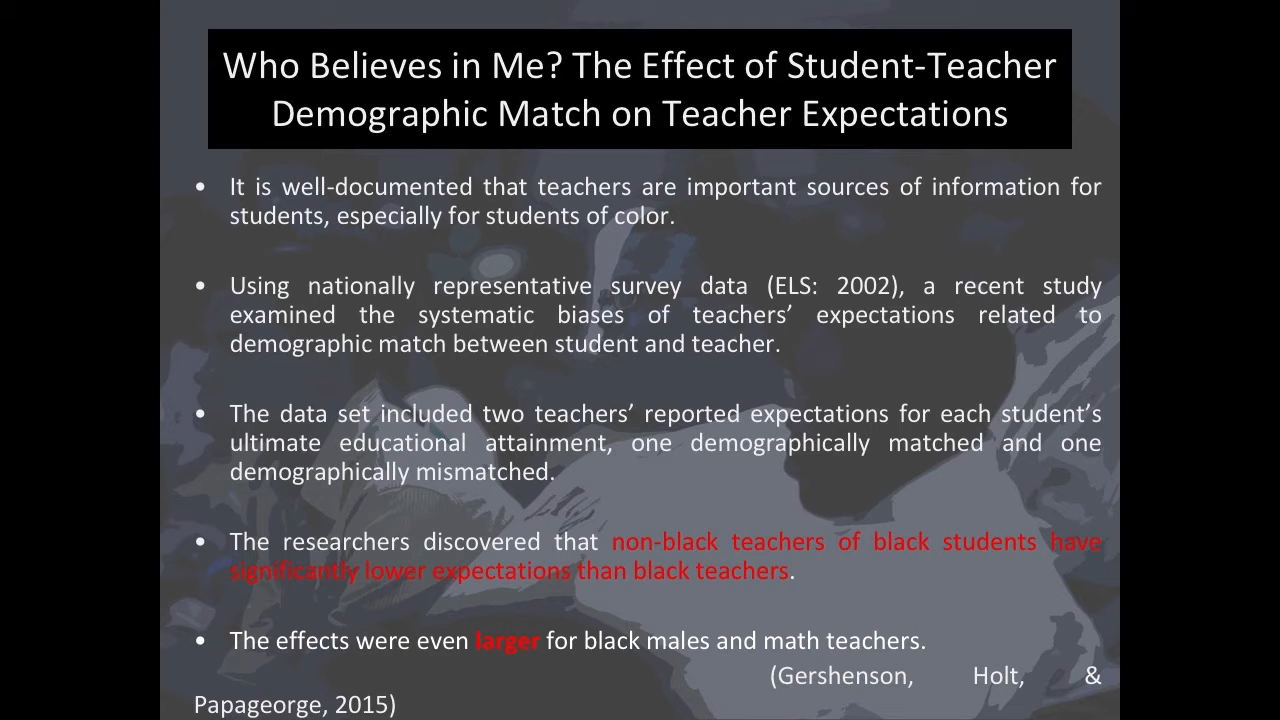 Who Believes in Me? The Effect of Student-Teacher
Demographic Match on Teacher Expectations
• It is well-documented that teachers are important sources of information for
students, especially for students of color.
• Using nationally representative survey data (ELS: 2002), a recent study
examined the systematic biases of teachers’ expectations related to
demographic match between student and teacher.
• The data set included two teachers’ reported expectations for each student’s
ultimate educational attainment, one demographically matched and one
demographically mismatched.
• The researchers discovered that non-black teachers of black students have
significantly lower expectations than black teachers.
• The effects were even larger for black males and math teachers.
(Gershenson, Holt, &
Papageorge, 2015)